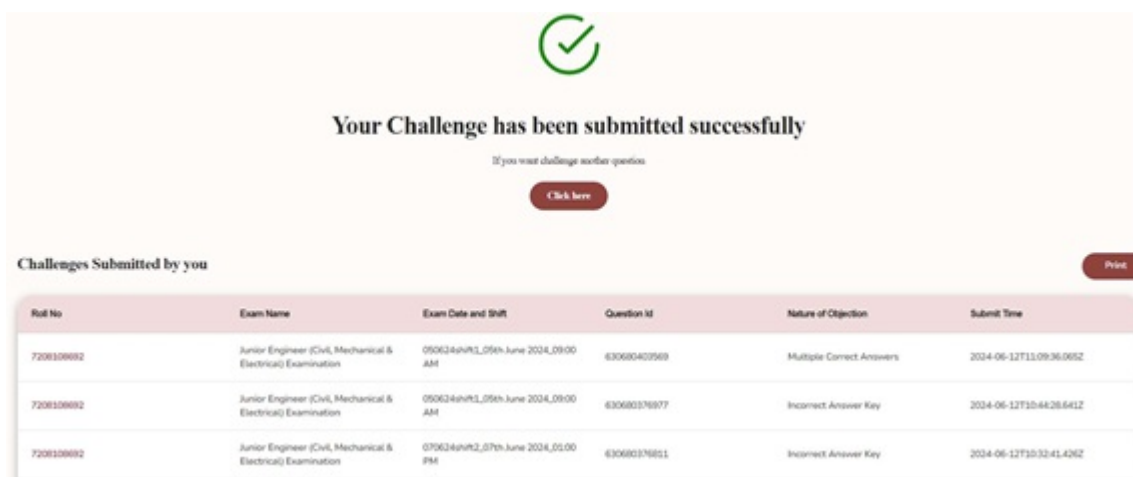 Your Challenge has been submitted successfully
If you want challenge another question
Click here
Challenges Submitted by you
Print
Roll No Exam Name Exam Date and Shift Question Id Nature of Objection Submit Time
7208108692 Junior Engineer (Civil, Mechanical & Electrical) Examination 050624shift1_05th June 2024_09:00 AM 630680403569 Multiple Correct Answers 2024-06-12T11:09:36.065Z
7208108692 Junior Engineer (Civil, Mechanical & Electrical) Examination 050624shift1_05th June 2024_09:00 AM 630680376977 Incorrect Answer Key 2024-06-12T10:44:28.641Z
7208108692 Junior Engineer (Civil, Mechanical & Electrical) Examination 070624shift2_07th June 2024_01:00 PM 630680376811 Incorrect Answer Key 2024-06-12T10:32:41.426Z